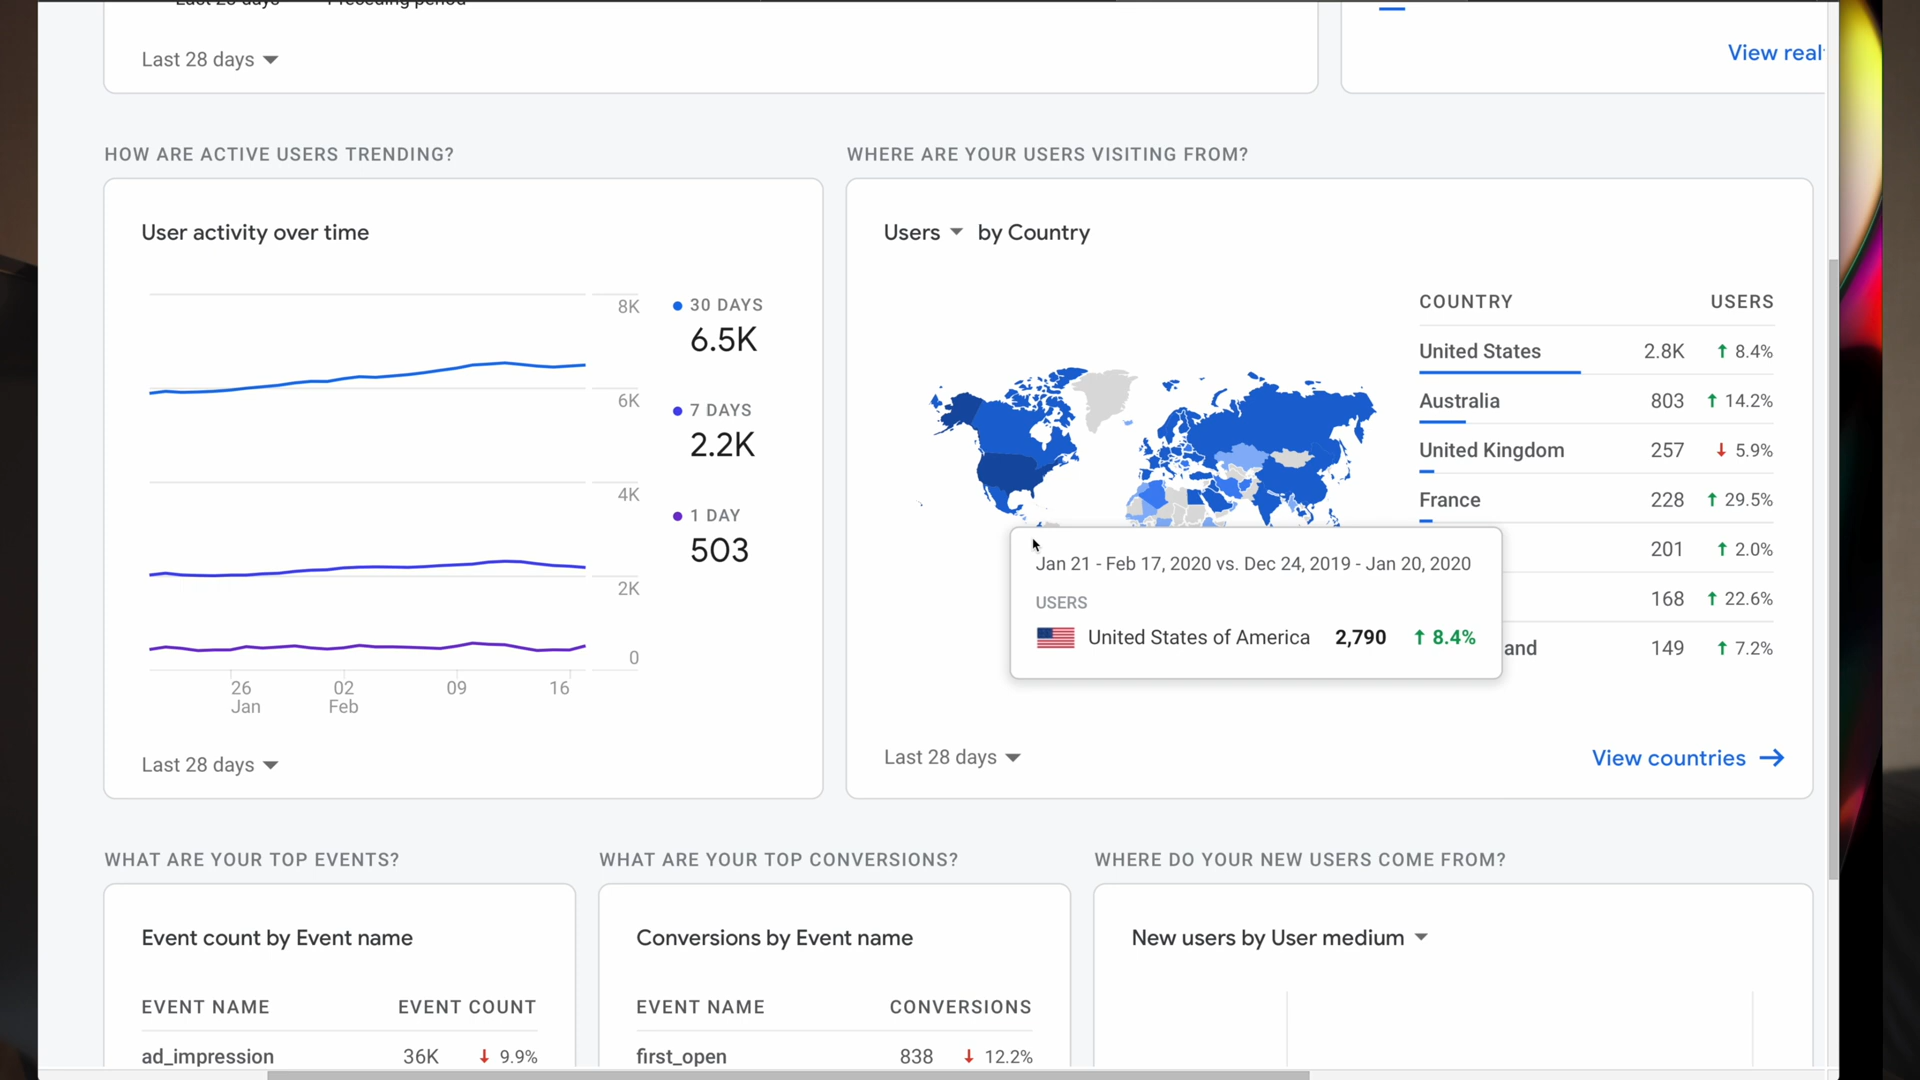 Last 28 days
View real
HOW ARE ACTIVE USERS TRENDING?
User activity over time
8K
6K
4K
2K
0
26
Jan
02
Feb
09
16
30 DAYS
6.5K
7 DAYS
2.2K
1 DAY
503
Last 28 days
WHERE ARE YOUR USERS VISITING FROM?
Users by Country
COUNTRY USERS
United States 2.8K 8.4%
Australia 803 14.2%
United Kingdom 257 5.9%
France 228 29.5%
201 2.0%
168 22.6%
and 149 7.2%
Jan 21 - Feb 17, 2020 vs. Dec 24, 2019 - Jan 20, 2020
USERS
United States of America 2,790 8.4%
Last 28 days
View countries
WHAT ARE YOUR TOP EVENTS?
Event count by Event name
EVENT NAME EVENT COUNT
ad_impression 36K 9.9%
WHAT ARE YOUR TOP CONVERSIONS?
Conversions by Event name
EVENT NAME CONVERSIONS
first_open 838 12.2%
WHERE DO YOUR NEW USERS COME FROM?
New users by User medium